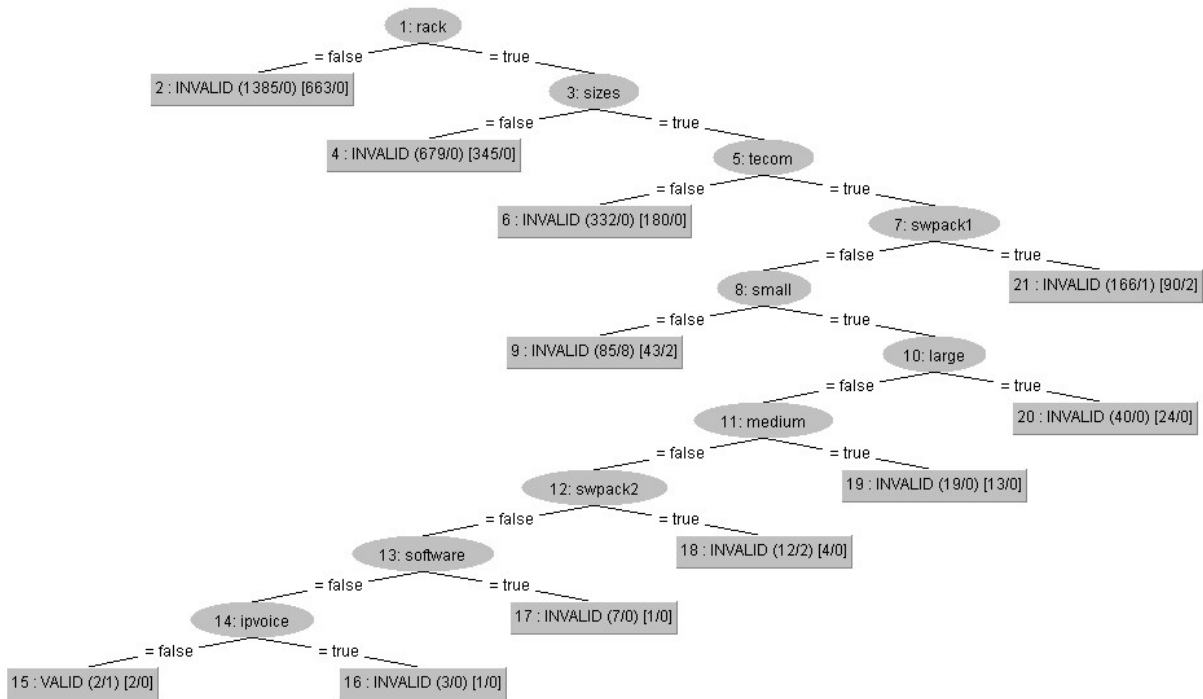 1: rack
= false
= true
2 : INVALID (1385/0) [663/0]
3: sizes
= false
= true
4 : INVALID (679/0) [345/0]
5: tecom
= false
= true
6 : INVALID (332/0) [180/0]
7: swpack1
= false
= true
8: small
21 : INVALID (166/1) [90/2]
= false
= true
9 : INVALID (85/8) [43/2]
10: large
= false
= true
11: medium
20 : INVALID (40/0) [24/0]
= false
= true
12: swpack2
19 : INVALID (19/0) [13/0]
= false
= true
13: software
18 : INVALID (12/2) [4/0]
= false
= true
14: ipvoice
17 : INVALID (7/0) [1/0]
= false
= true
15 : VALID (2/1) [2/0]
16 : INVALID (3/0) [1/0]